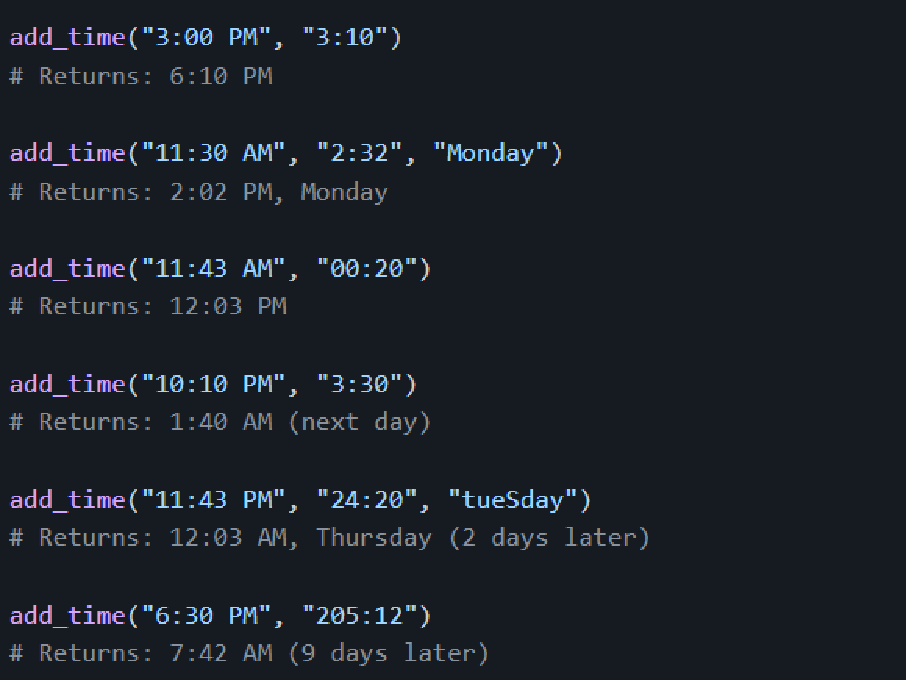 add_time("3:00 PM", "3:10")
# Returns: 6:10 PM
add_time("11:30 AM", "2:32", "Monday")
# Returns: 2:02 PM, Monday
add_time("11:43 AM", "00:20")
# Returns: 12:03 PM
add_time("10:10 PM", "3:30")
# Returns: 1:40 AM (next day)
add_time("11:43 PM", "24:20", "tueSday")
# Returns: 12:03 AM, Thursday (2 days later)
add_time("6:30 PM", "205:12")
# Returns: 7:42 AM (9 days later)